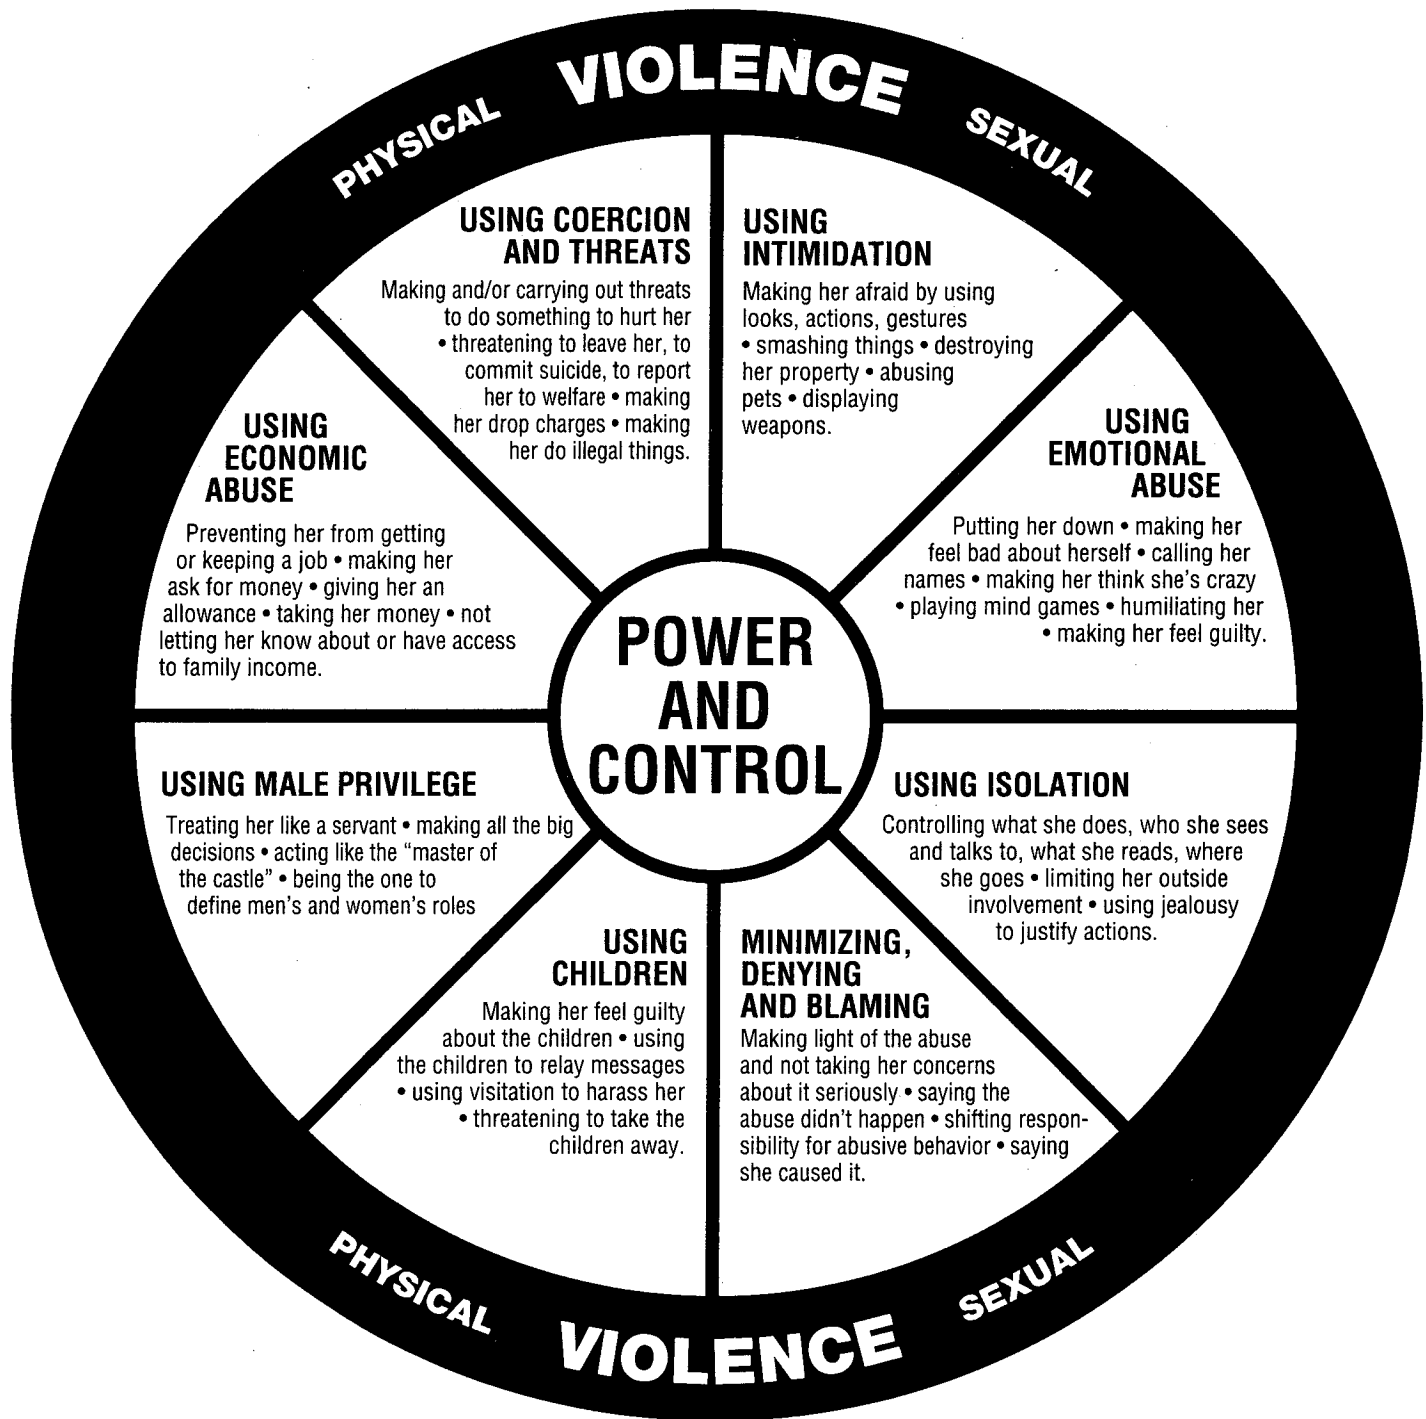 PHYSICAL VIOLENCE SEXUAL
USING COERCION
AND THREATS
Making and/or carrying out threats
to do something to hurt her
• threatening to leave her, to
commit suicide, to report
her to welfare • making
her drop charges • making
her do illegal things.
USING
INTIMIDATION
Making her afraid by using
looks, actions, gestures
• smashing things • destroying
her property • abusing
pets • displaying
weapons.
USING
ECONOMIC
ABUSE
Preventing her from getting
or keeping a job • making her
ask for money • giving her an
allowance • taking her money • not
letting her know about or have access
to family income.
USING
EMOTIONAL
ABUSE
Putting her down • making her
feel bad about herself • calling her
names • making her think she's crazy
• playing mind games • humiliating her
• making her feel guilty.
POWER
AND
CONTROL
USING MALE PRIVILEGE
Treating her like a servant • making all the big
decisions • acting like the “master of
the castle” • being the one to
define men's and women's roles
USING ISOLATION
Controlling what she does, who she sees
and talks to, what she reads, where
she goes • limiting her outside
involvement • using jealousy
to justify actions.
USING
CHILDREN
Making her feel guilty
about the children • using
the children to relay messages
• using visitation to harass her
• threatening to take the
children away.
MINIMIZING,
DENYING
AND BLAMING
Making light of the abuse
and not taking her concerns
about it seriously • saying the
abuse didn't happen • shifting respon-
sibility for abusive behavior • saying
she caused it.
PHYSICAL VIOLENCE SEXUAL